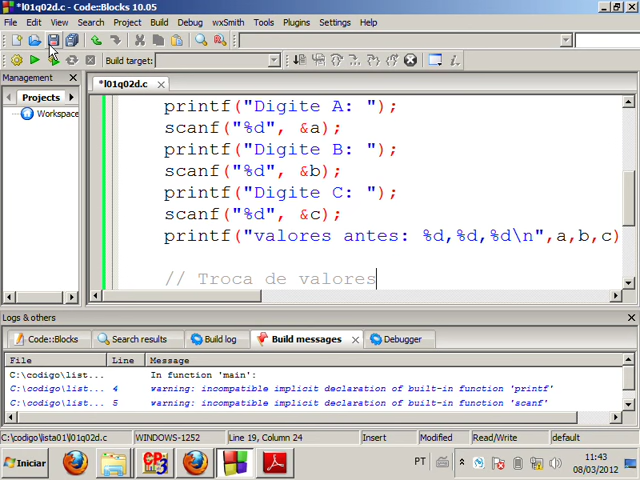 *l01q02d.c - Code::Blocks 10.05
File Edit View Search Project Build Debug wxSmith Tools Plugins Settings Help
Build target:
Management
*l01q02d.c
Projects
Workspace
printf("Digite A: ");
scanf("%d", &a);
printf("Digite B: ");
scanf("%d", &b);
printf("Digite C: ");
scanf("%d", &c);
printf("valores antes: %d,%d,%d\n",a,b,c)
// Troca de valores
Logs & others
Code::Blocks Search results Build log Build messages Debugger
File Line Message
C:\codigo\list... In function 'main':
C:\codigo\list... 4 warning: incompatible implicit declaration of built-in function 'printf'
C:\codigo\list... 5 warning: incompatible implicit declaration of built-in function 'scanf'
C:\codigo\lista01\l01q02d.c WINDOWS-1252 Line 19, Column 24 Insert Modified Read/Write default
Iniciar
PT
11:43
08/03/2012